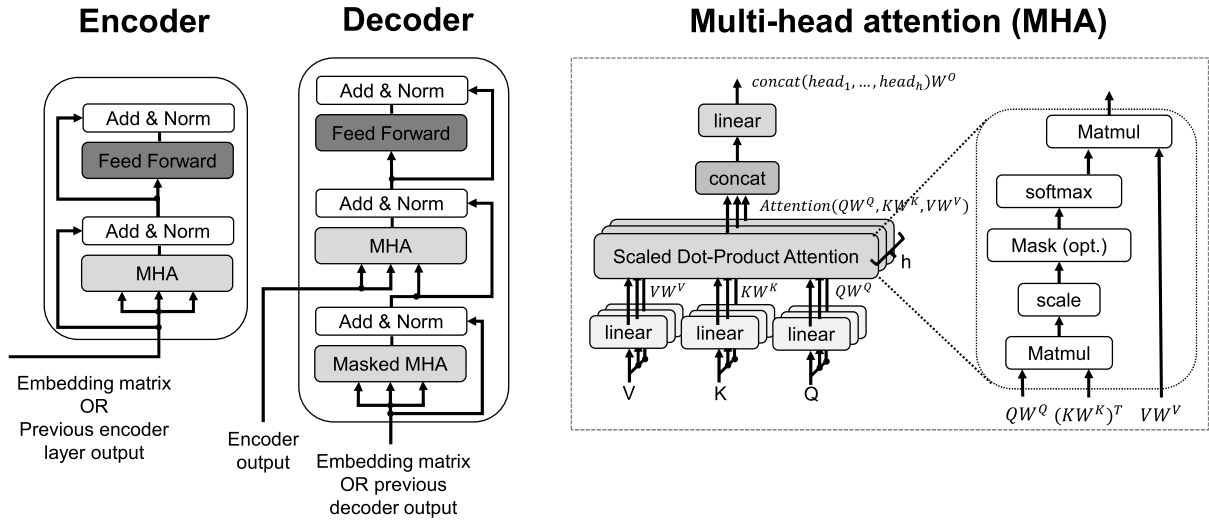 Encoder
Add & Norm
Feed Forward
Add & Norm
MHA
Embedding matrix
OR
Previous encoder
layer output
Decoder
Add & Norm
Feed Forward
Add & Norm
MHA
Add & Norm
Masked MHA
Encoder
output
Embedding matrix
OR previous
decoder output
Multi-head attention (MHA)
concat(head₁, ..., headₕ)Wᴼ
linear
concat
Attention(QW^Q, KW^K, VW^V)
Scaled Dot-Product Attention
h
VW^V KW^K QW^Q
linear linear linear
V K Q
Matmul
softmax
Mask (opt.)
scale
Matmul
QW^Q (KW^K)^T VW^V